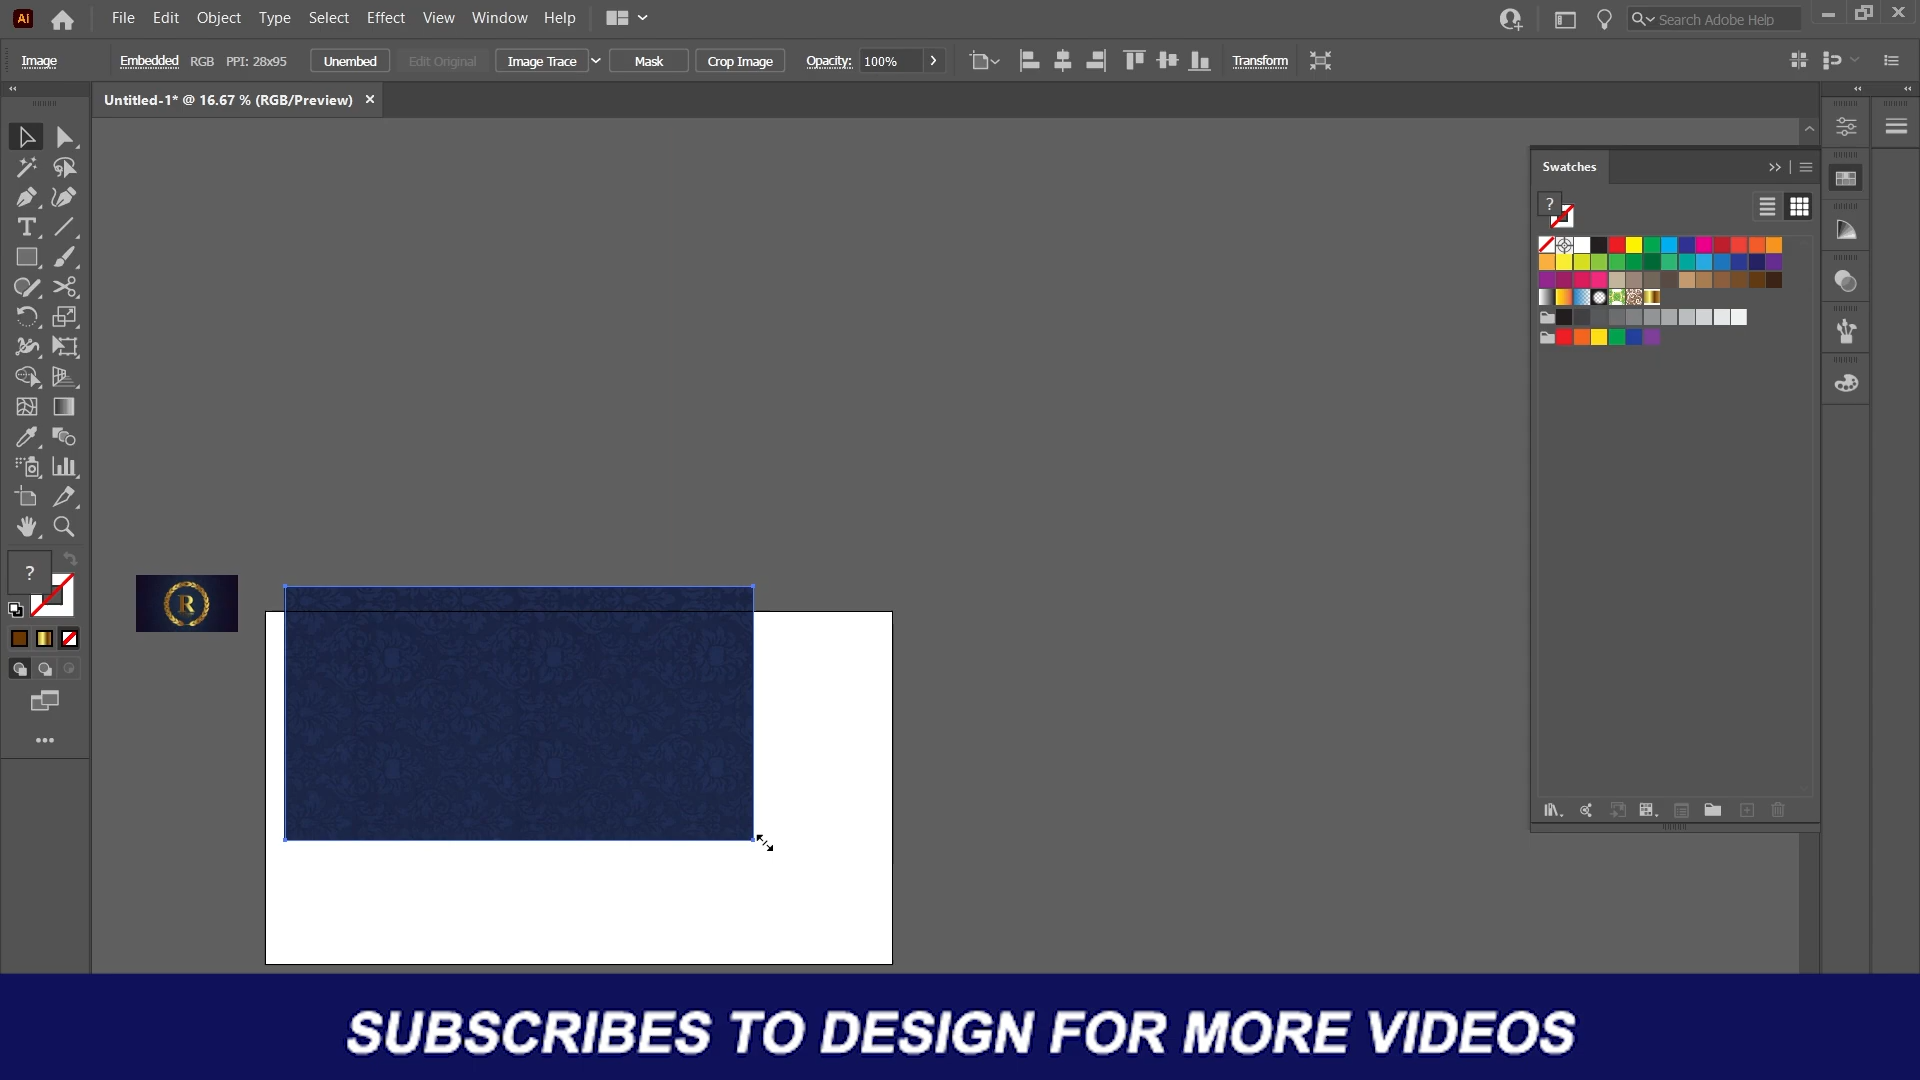 Ai File Edit Object Type Select Effect View Window Help Search Adobe Help
Image Embedded RGB PPI: 28x95 Unembed Edit Original Image Trace Mask Crop Image Opacity: 100% Transform
Untitled-1* @ 16.67 % (RGB/Preview)
Swatches
?
T
?
R
SUBSCRIBES TO DESIGN FOR MORE VIDEOS